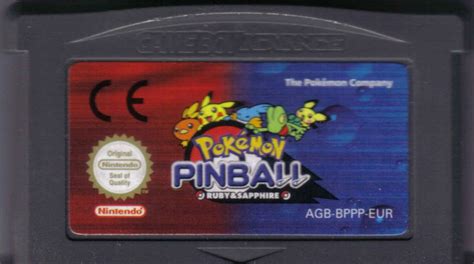 GAME BOY ADVANCE
CE
The Pokémon Company
Original
Nintendo
Seal of
Quality
POKéMON
PINBALL
RUBY&SAPPHIRE
Nintendo
AGB-BPPP-EUR